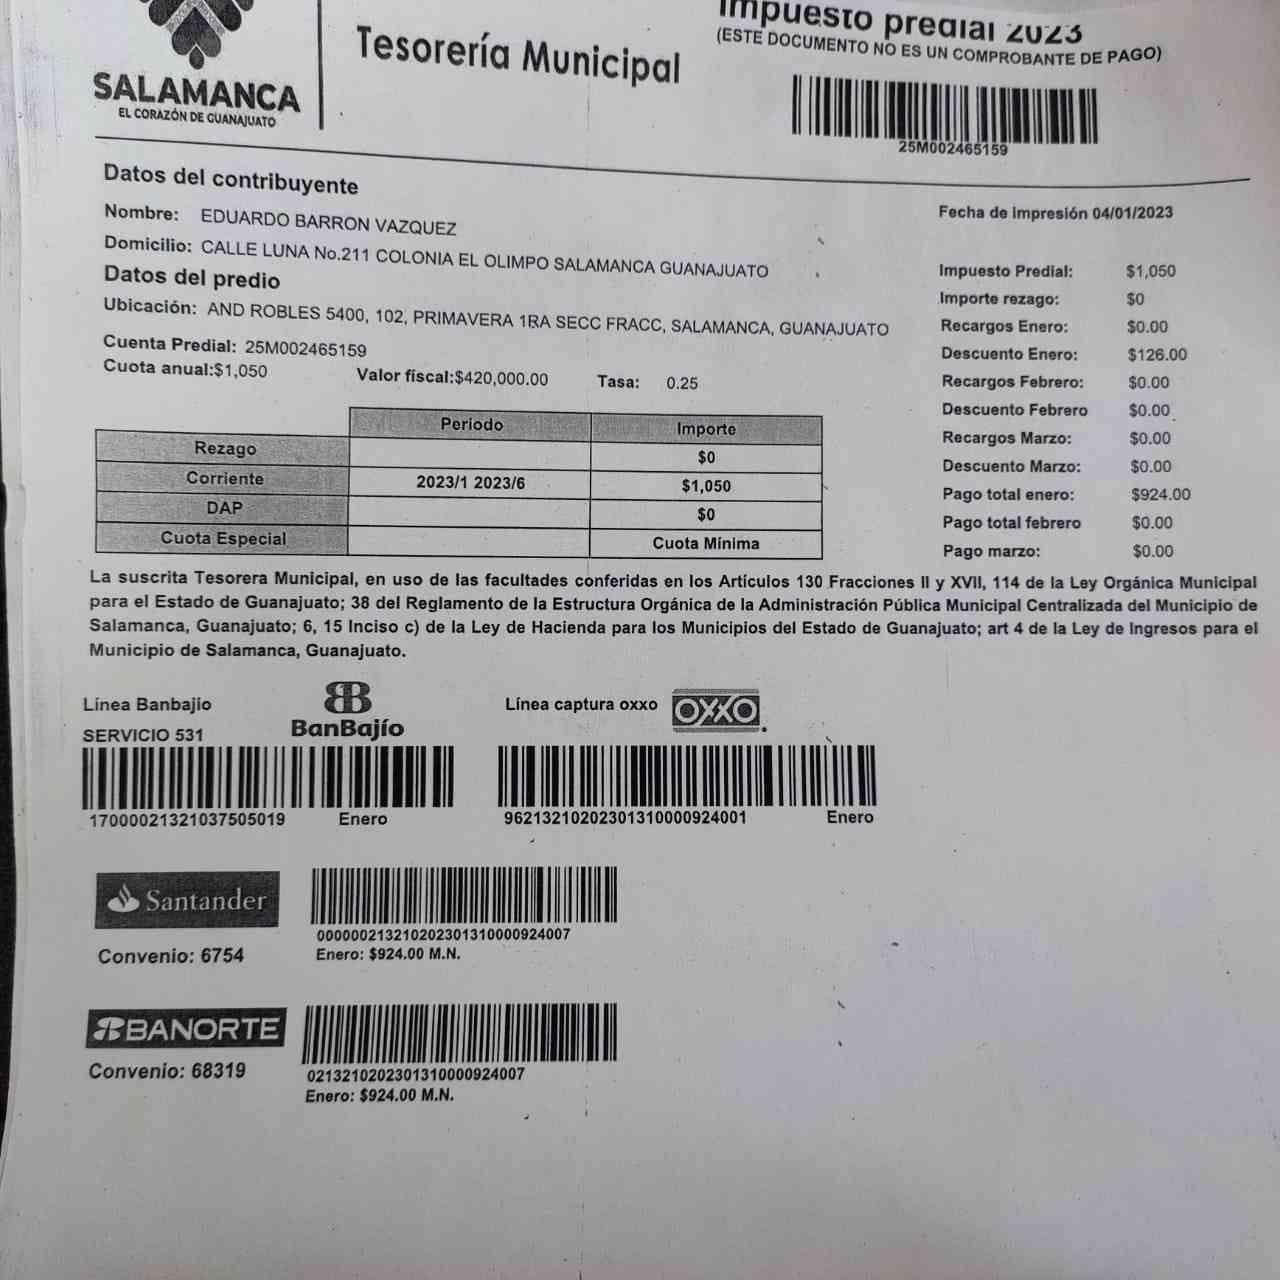 SALAMANCA
EL CORAZÓN DE GUANAJUATO
Tesorería Municipal
Impuesto predial 2023
(ESTE DOCUMENTO NO ES UN COMPROBANTE DE PAGO)
25M002465159
Datos del contribuyente
Nombre: EDUARDO BARRON VAZQUEZ
Domicilio: CALLE LUNA No.211 COLONIA EL OLIMPO SALAMANCA GUANAJUATO
Datos del predio
Ubicación: AND ROBLES 5400, 102, PRIMAVERA 1RA SECC FRACC, SALAMANCA, GUANAJUATO
Cuenta Predial: 25M002465159
Cuota anual:$1,050 Valor fiscal:$420,000.00 Tasa: 0.25
Fecha de impresión 04/01/2023
Impuesto Predial: $1,050
Importe rezago: $0
Recargos Enero: $0.00
Descuento Enero: $126.00
Recargos Febrero: $0.00
Descuento Febrero $0.00
Recargos Marzo: $0.00
Descuento Marzo: $0.00
Pago total enero: $924.00
Pago total febrero $0.00
Pago marzo: $0.00
Periodo Importe
Rezago $0
Corriente 2023/1 2023/6 $1,050
DAP $0
Cuota Especial Cuota Mínima
La suscrita Tesorera Municipal, en uso de las facultades conferidas en los Artículos 130 Fracciones II y XVII, 114 de la Ley Orgánica Municipal
para el Estado de Guanajuato; 38 del Reglamento de la Estructura Orgánica de la Administración Pública Municipal Centralizada del Municipio de
Salamanca, Guanajuato; 6, 15 Inciso c) de la Ley de Hacienda para los Municipios del Estado de Guanajuato; art 4 de la Ley de Ingresos para el
Municipio de Salamanca, Guanajuato.
Línea Banbajio
SERVICIO 531
BanBajío
17000021321037505019 Enero
Línea captura oxxo OXXO
962132102023013100000924001 Enero
Santander
Convenio: 6754
000000213210202301310000924007
Enero: $924.00 M.N.
BANORTE
Convenio: 68319
0213210202301310000924007
Enero: $924.00 M.N.